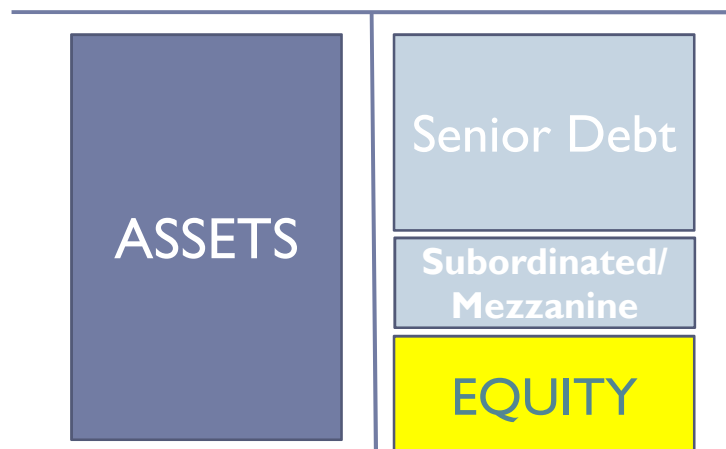 ASSETS
Senior Debt
Subordinated/
Mezzanine
EQUITY